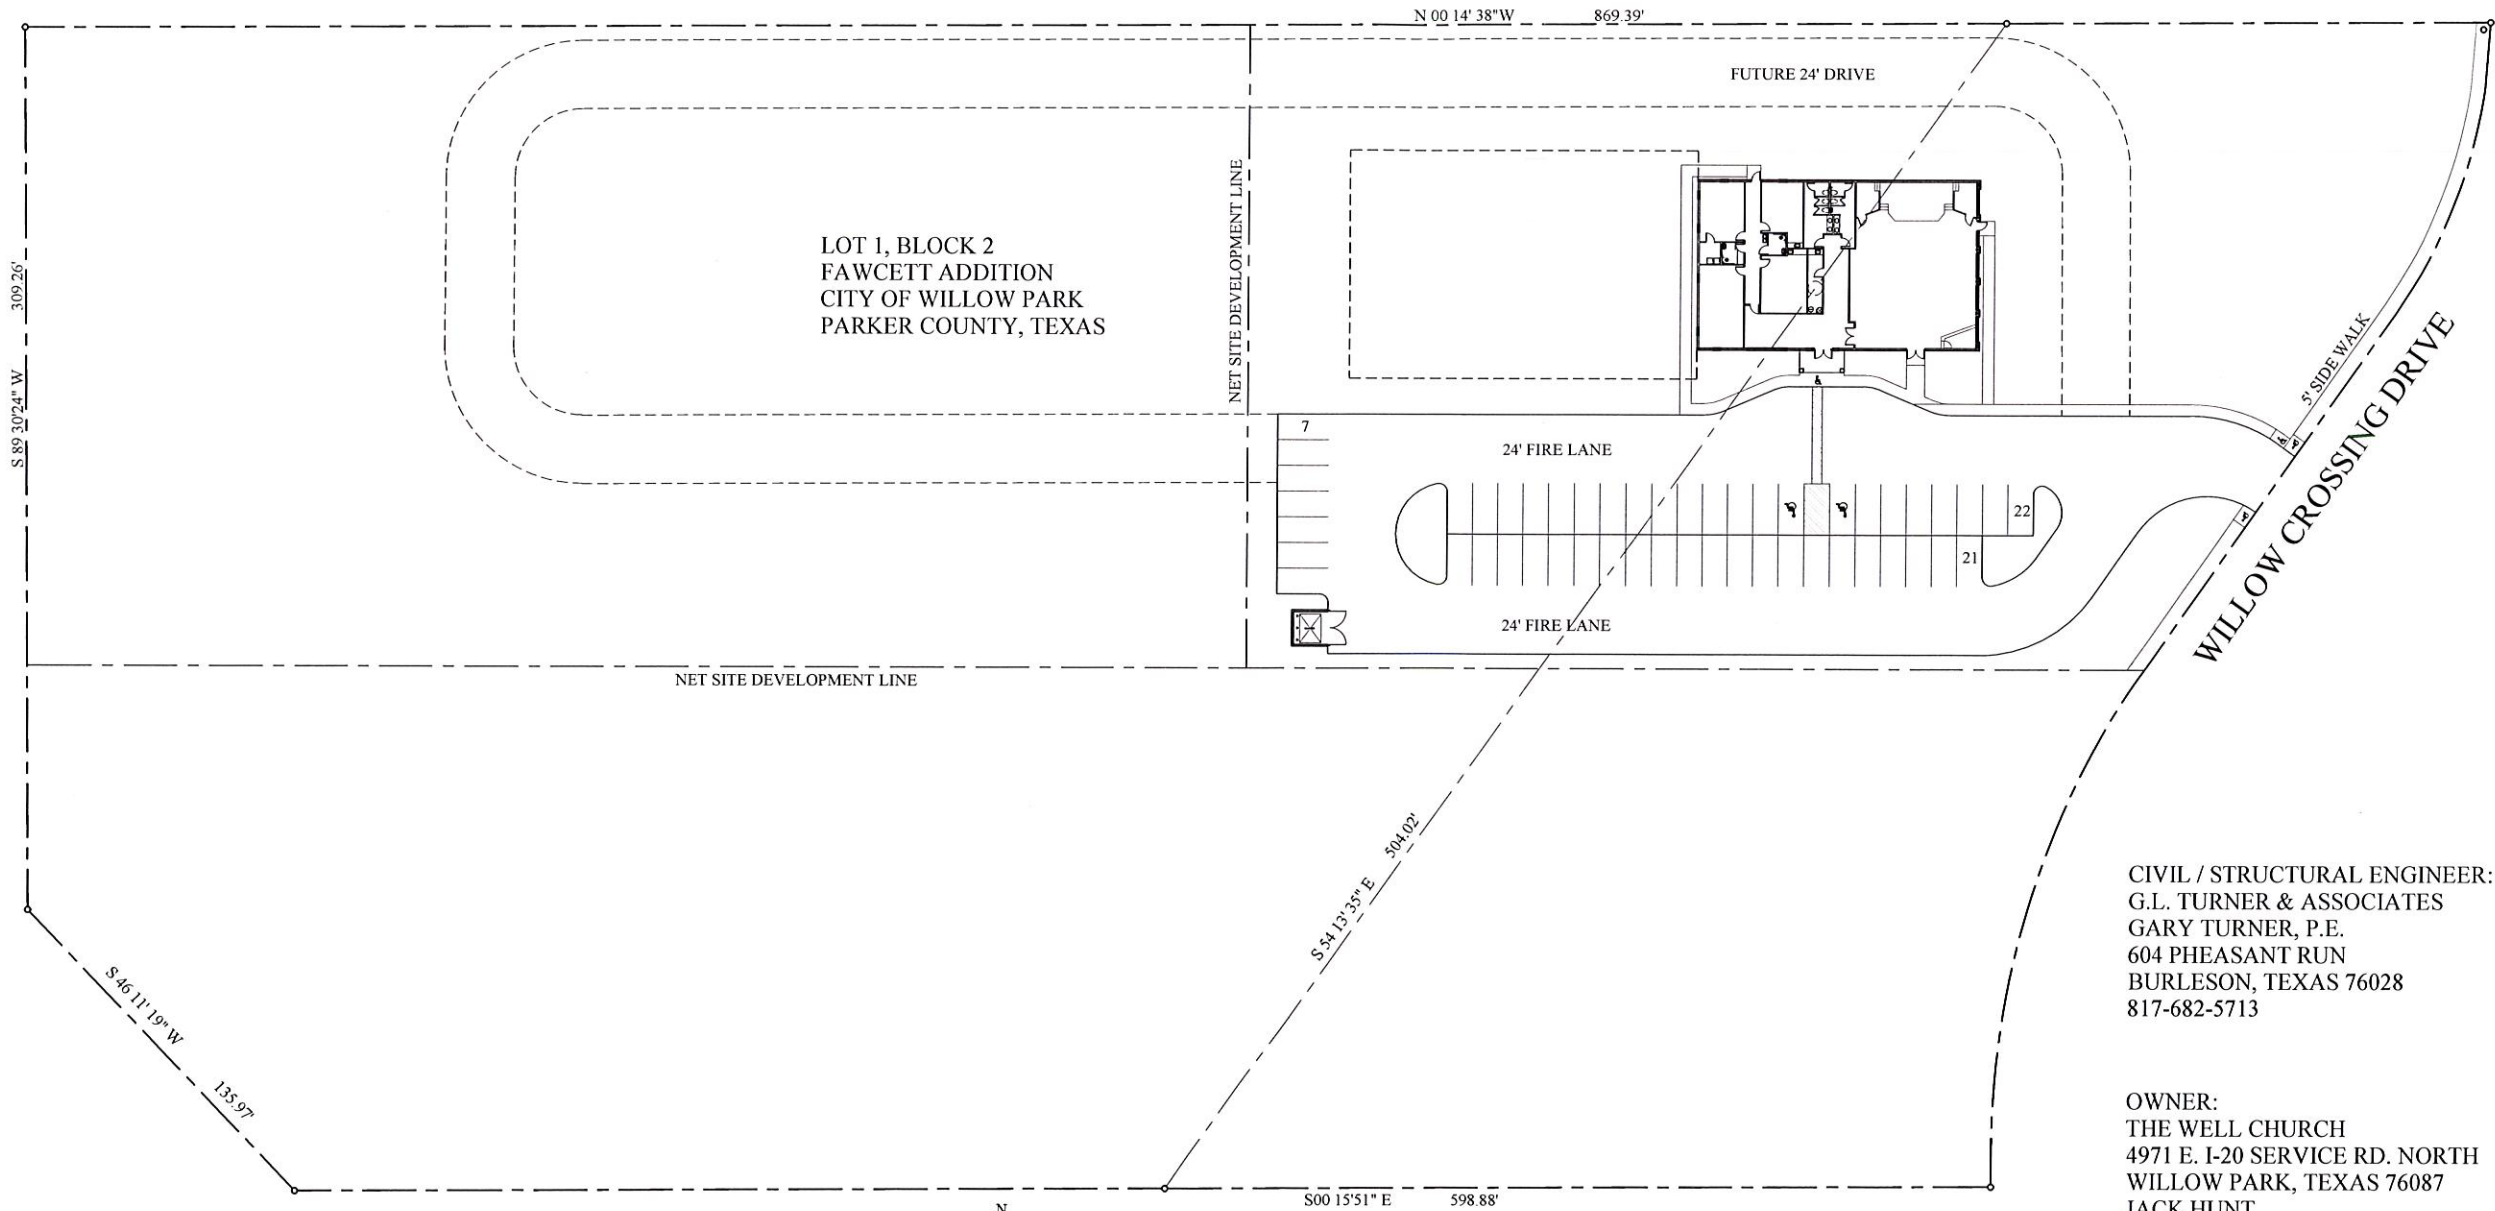 N 00 14' 38"W 869.39'
FUTURE 24' DRIVE
LOT 1, BLOCK 2
FAWCETT ADDITION
CITY OF WILLOW PARK
PARKER COUNTY, TEXAS
NET SITE DEVELOPMENT LINE
S 89 30'24" W 309.26'
5' SIDE WALK
WILLOW CROSSING DRIVE
7
24' FIRE LANE
22
21
24' FIRE LANE
NET SITE DEVELOPMENT LINE
S 54 13' 35" E 504.02'
S 46 11' 19" W 135.97'
CIVIL / STRUCTURAL ENGINEER:
G.L. TURNER & ASSOCIATES
GARY TURNER, P.E.
604 PHEASANT RUN
BURLESON, TEXAS 76028
817-682-5713
OWNER:
THE WELL CHURCH
4971 E. I-20 SERVICE RD. NORTH
WILLOW PARK, TEXAS 76087
JACK HUNT
S00 15'51" E 598.88'
N